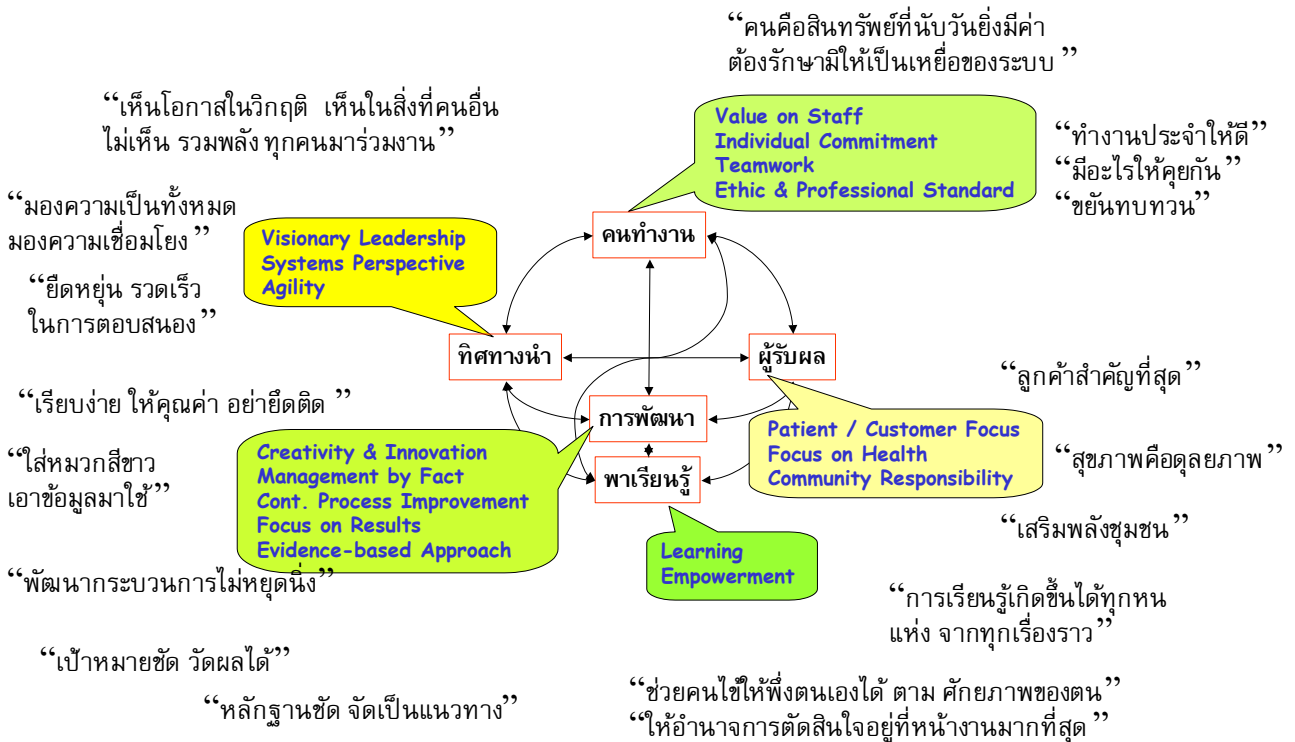 “คนคือสินทรัพย์ที่นับวันยิ่งมีค่า
ต้องรักษามิให้เป็นเหยื่อของระบบ ”
“เห็นโอกาสในวิกฤติ เห็นในสิ่งที่คนอื่น
ไม่เห็น รวมพลัง ทุกคนมาร่วมงาน”
Value on Staff
Individual Commitment
Teamwork
Ethic & Professional Standard
“ทำงานประจำให้ดี”
“มีอะไรให้คุยกัน”
“ขยันทบทวน”
“มองความเป็นทั้งหมด
มองความเชื่อมโยง”
Visionary Leadership
Systems Perspective
Agility
คนทำงาน
“ยืดหยุ่น รวดเร็ว
ในการตอบสนอง”
ทิศทางนำ
ผู้รับผล
“ลูกค้าสำคัญที่สุด”
“เรียบง่าย ให้คุณค่า อย่ายึดติด ”
การพัฒนา
Patient / Customer Focus
Focus on Health
Community Responsibility
“ใส่หมวกสีขาว
เอาข้อมูลมาใช้”
Creativity & Innovation
Management by Fact
Cont. Process Improvement
Focus on Results
Evidence-based Approach
พาเรียนรู้
“สุขภาพคือดุลยภาพ”
“เสริมพลังชุมชน”
Learning
Empowerment
“พัฒนากระบวนการไม่หยุดนิ่ง”
“การเรียนรู้เกิดขึ้นได้ทุกหน
แห่ง จากทุกเรื่องราว”
“เป้าหมายชัด วัดผลได้”
“หลักฐานชัด จัดเป็นแนวทาง”
“ช่วยคนไข้ให้พึ่งตนเองได้ ตาม ศักยภาพของตน”
“ให้อำนาจการตัดสินใจอยู่ที่หน้างานมากที่สุด ”